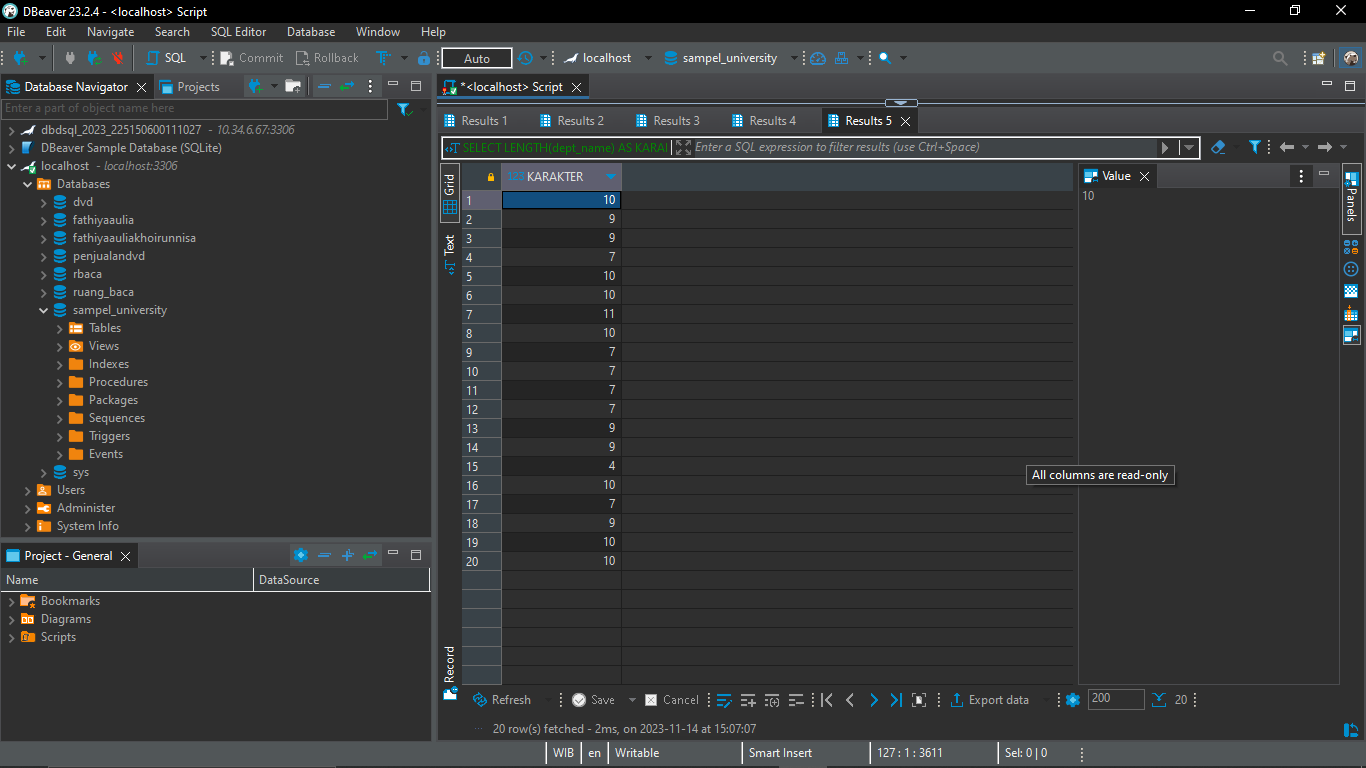 DBeaver 23.2.4 - <localhost> Script
File Edit Navigate Search SQL Editor Database Window Help
SQL Commit Rollback Auto localhost sampel_university
Database Navigator Projects
Enter a part of object name here
dbdsql_2023_225150600111027 - 10.34.6.67:3306
DBeaver Sample Database (SQLite)
localhost - localhost:3306
Databases
dvd
fathiyaaulia
fathiyaauliakhoirunnisa
penjualandvd
rbaca
ruang_baca
sampel_university
Tables
Views
Indexes
Procedures
Packages
Sequences
Triggers
Events
sys
Users
Administer
System Info
Project - General
Name DataSource
Bookmarks
Diagrams
Scripts
*<localhost> Script
Results 1 Results 2 Results 3 Results 4 Results 5
SELECT LENGTH(dept_name) AS KARAI Enter a SQL expression to filter results (use Ctrl+Space)
Grid
Text
Record
123 KARAKTER
1 10
2 9
3 9
4 7
5 10
6 10
7 11
8 10
9 7
10 7
11 7
12 7
13 9
14 9
15 4
16 10
17 7
18 9
19 10
20 10
Value
10
Panels
All columns are read-only
Refresh Save Cancel Export data 200 20
20 row(s) fetched - 2ms, on 2023-11-14 at 15:07:07
WIB en Writable Smart Insert 127 : 1 : 3611 Sel: 0 | 0